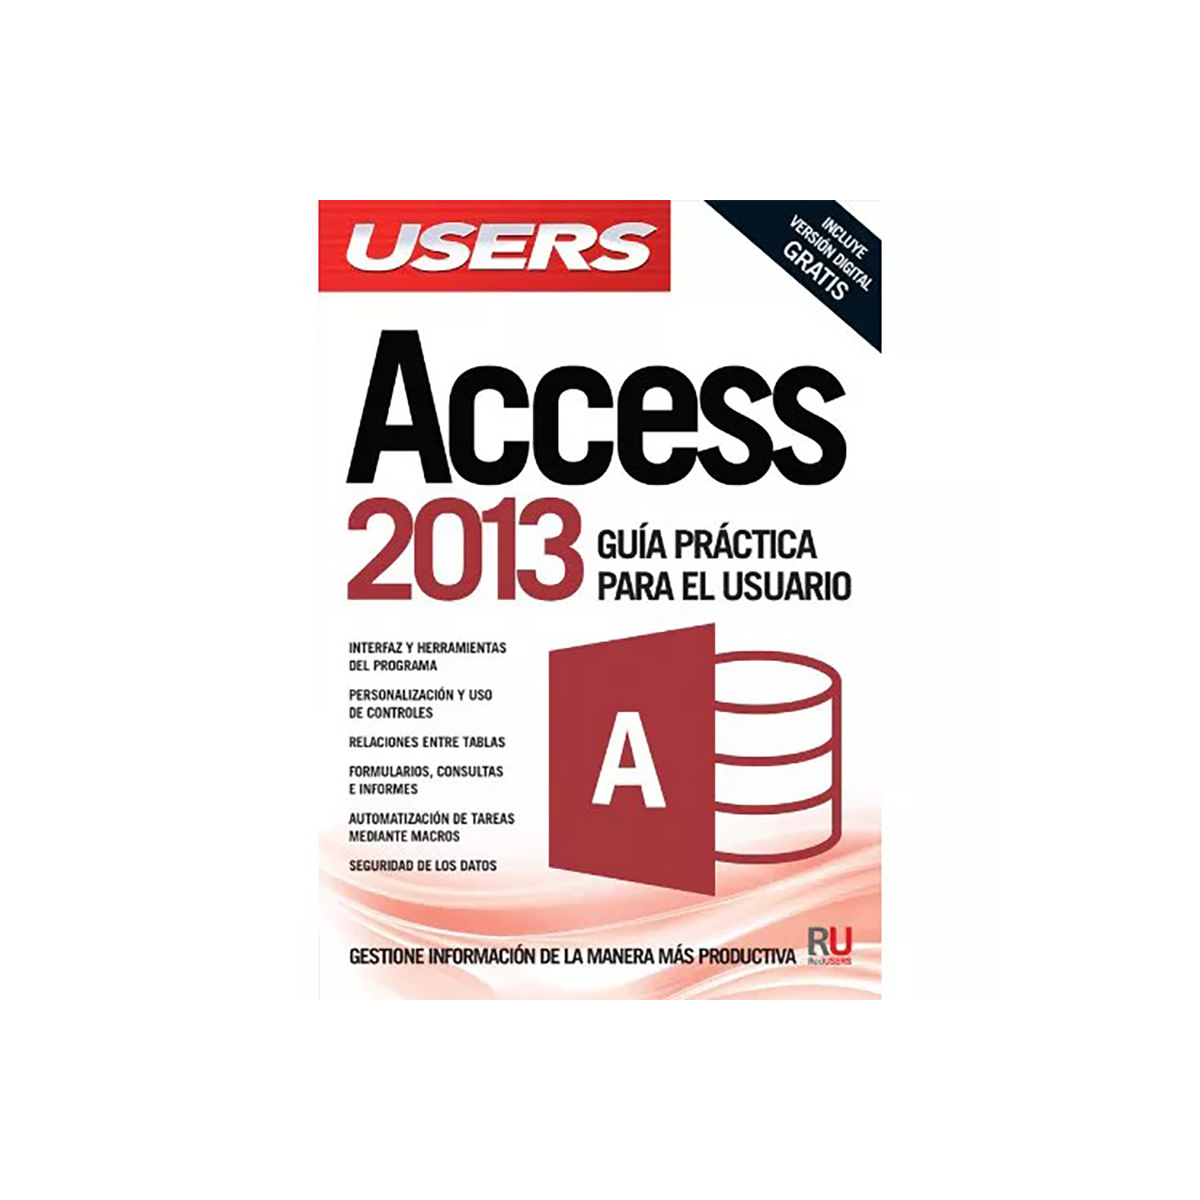 USERS
INCLUYE
VERSIÓN DIGITAL
GRATIS
Access
2013
GUÍA PRÁCTICA
PARA EL USUARIO
INTERFAZ Y HERRAMIENTAS
DEL PROGRAMA
PERSONALIZACIÓN Y USO
DE CONTROLES
RELACIONES ENTRE TABLAS
FORMULARIOS, CONSULTAS
E INFORMES
AUTOMATIZACIÓN DE TAREAS
MEDIANTE MACROS
SEGURIDAD DE LOS DATOS
A
GESTIONE INFORMACIÓN DE LA MANERA MÁS PRODUCTIVA
RU
RedUSERS